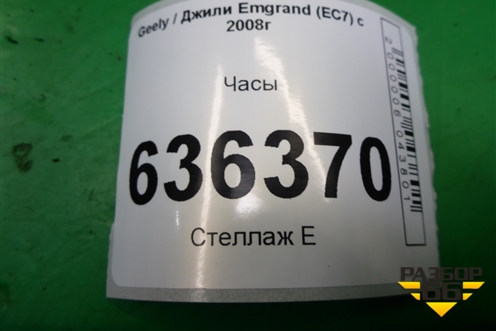 Geely / Джили Emgrand (EC7) с
2008г
Часы
636370
Стеллаж Е
2000006043801
РАЗБОР
66